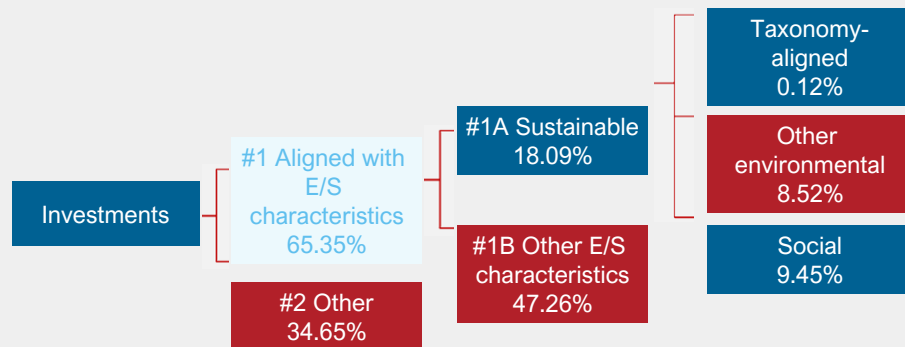 Investments
#1 Aligned with
E/S
characteristics
65.35%
#2 Other
34.65%
#1A Sustainable
18.09%
#1B Other E/S
characteristics
47.26%
Taxonomy-
aligned
0.12%
Other
environmental
8.52%
Social
9.45%